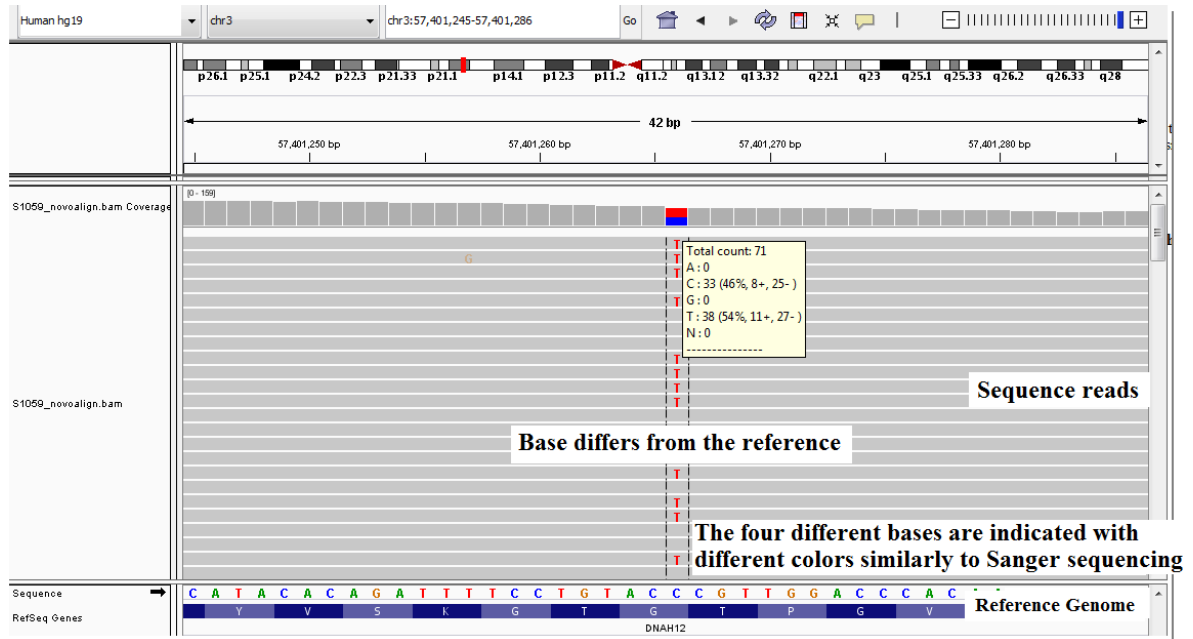 Human hg19 chr3 chr3:57,401,245-57,401,286 Go
p26.1 p25.1 p24.2 p22.3 p21.33 p21.1 p14.1 p12.3 p11.2 q11.2 q13.12 q13.32 q22.1 q23 q25.1 q25.33 q26.2 q26.33 q28
42 bp
57,401,250 bp 57,401,260 bp 57,401,270 bp 57,401,280 bp
[0 - 159]
S1059_novoalign.bam Coverage
T
G T
T
T
Total count: 71
A : 0
C : 33 (46%, 8+, 25- )
G : 0
T : 38 (54%, 11+, 27- )
N : 0
---------------
T
T
T
T
Sequence reads
S1059_novoalign.bam
Base differs from the reference
T
T
T
The four different bases are indicated with
different colors similarly to Sanger sequencing
T
Sequence C A T A C A C A G A T T T T C C T G T A C C C G T T G G A C C C A C
Reference Genome
RefSeq Genes Y V S K G T G T P G V
DNAH12